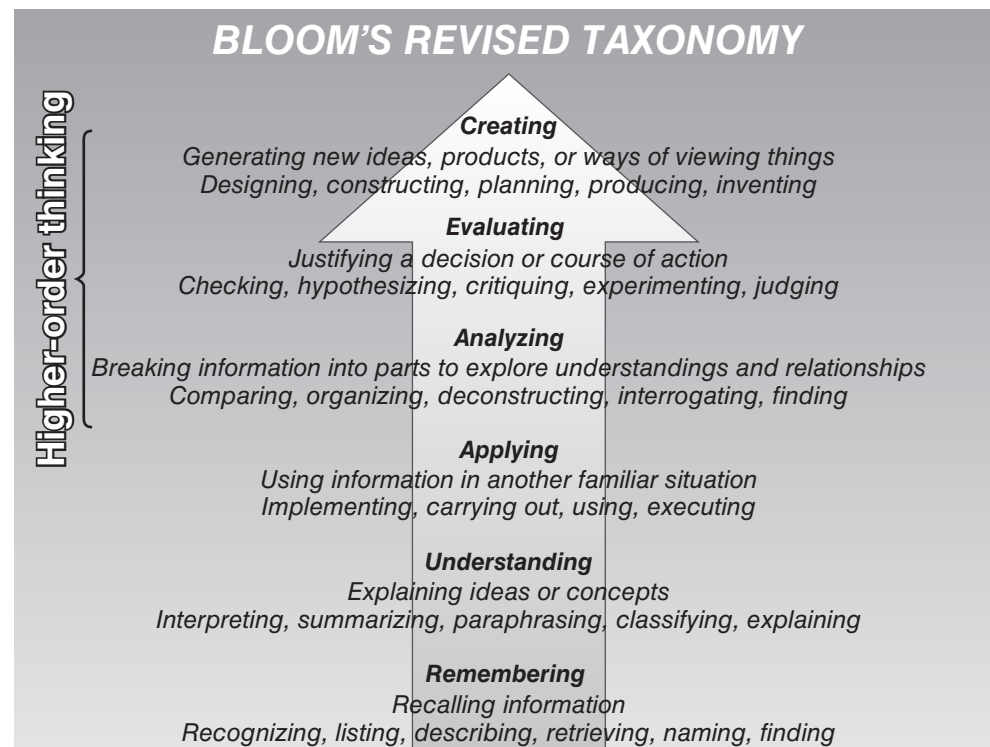 BLOOM'S REVISED TAXONOMY
Higher-order thinking
Creating
Generating new ideas, products, or ways of viewing things
Designing, constructing, planning, producing, inventing
Evaluating
Justifying a decision or course of action
Checking, hypothesizing, critiquing, experimenting, judging
Analyzing
Breaking information into parts to explore understandings and relationships
Comparing, organizing, deconstructing, interrogating, finding
Applying
Using information in another familiar situation
Implementing, carrying out, using, executing
Understanding
Explaining ideas or concepts
Interpreting, summarizing, paraphrasing, classifying, explaining
Remembering
Recalling information
Recognizing, listing, describing, retrieving, naming, finding